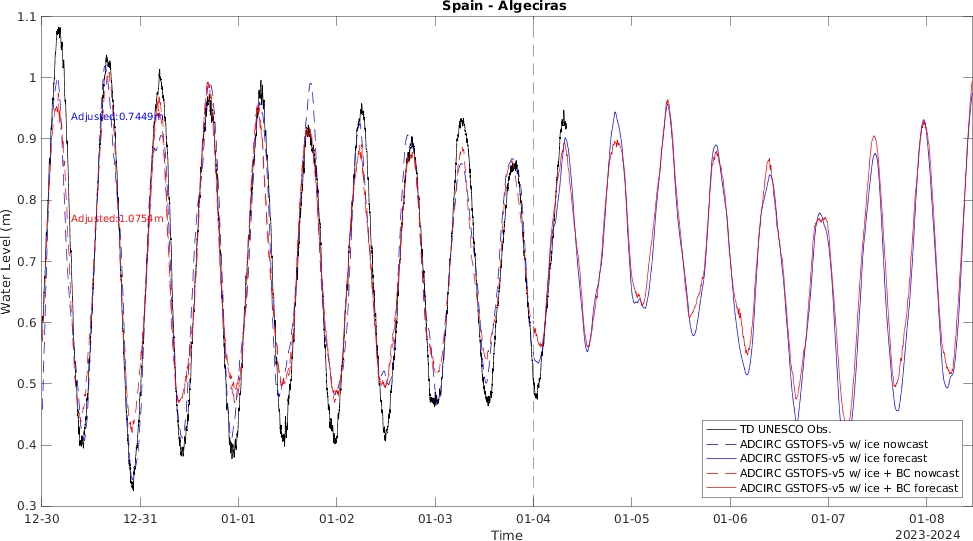 Spain - Algeciras
1.1
1
0.9
0.8
0.7
0.6
0.5
0.4
0.3
Water Level (m)
Adjusted:0.7449m
Adjusted:1.0754m
TD UNESCO Obs.
ADCIRC GSTOFS-v5 w/ ice nowcast
ADCIRC GSTOFS-v5 w/ ice forecast
ADCIRC GSTOFS-v5 w/ ice + BC nowcast
ADCIRC GSTOFS-v5 w/ ice + BC forecast
12-30 12-31 01-01 01-02 01-03 01-04 01-05 01-06 01-07 01-08
Time
2023-2024